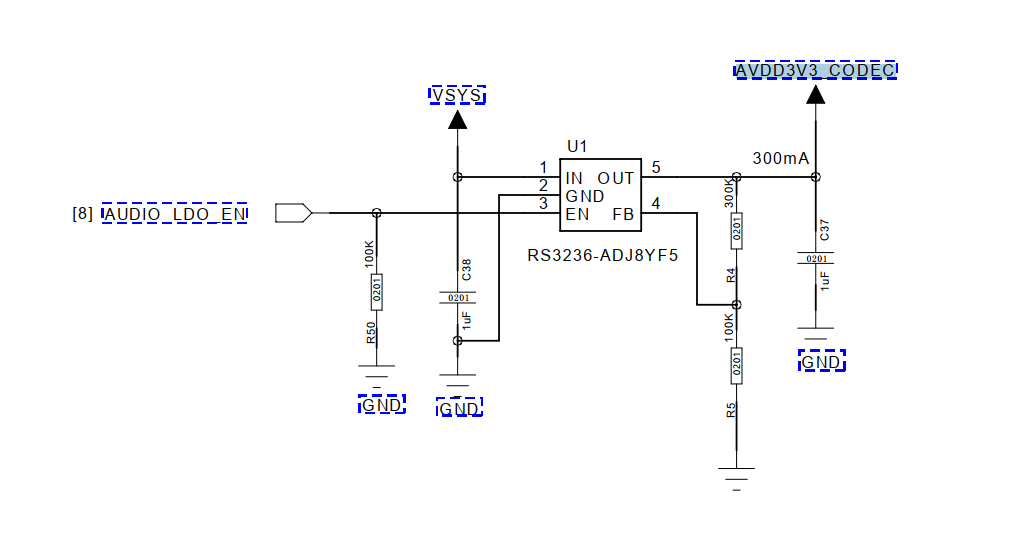 AVDD3V3_CODEC
VSYS
U1
300mA
1
IN
OUT
5
2
GND
3
EN
FB
4
[8] AUDIO_LDO_EN
RS3236-ADJ8YF5
300K
0201
R4
C37
0201
1uF
100K
0201
R50
C38
0201
1uF
100K
0201
R5
GND
GND
GND